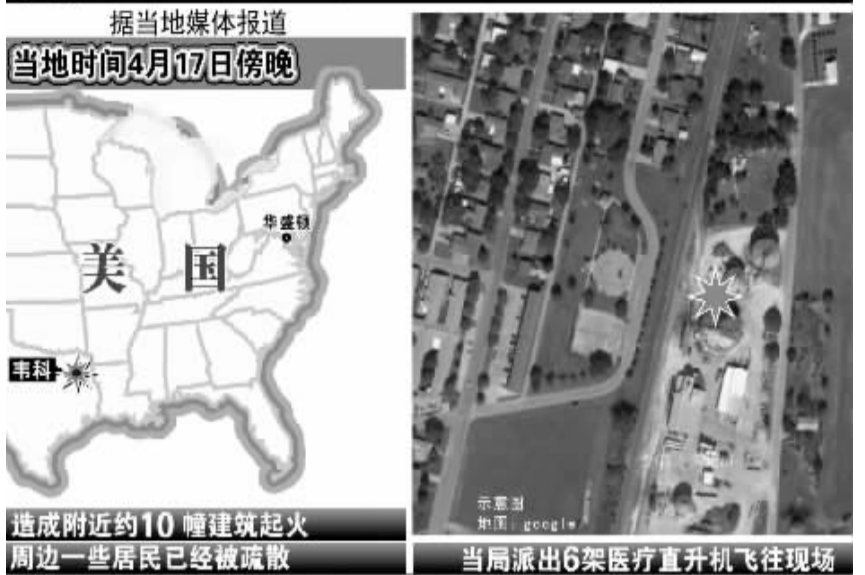 据当地媒体报道
当地时间4月17日傍晚
华盛顿
美国
韦科
造成附近约10 幢建筑起火
周边一些居民已经被疏散
示意图
地图：google
当局派出6架医疗直升机飞往现场